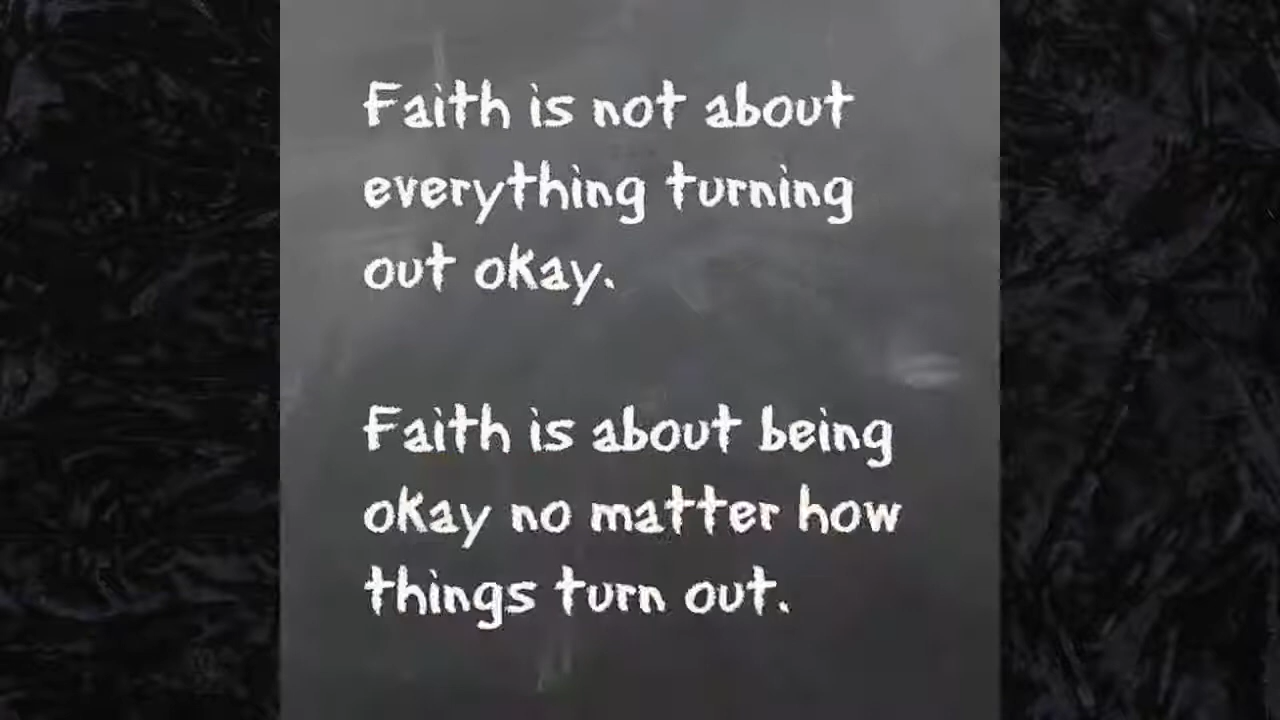 Faith is not about
everything turning
out okay.
Faith is about being
okay no matter how
things turn out.